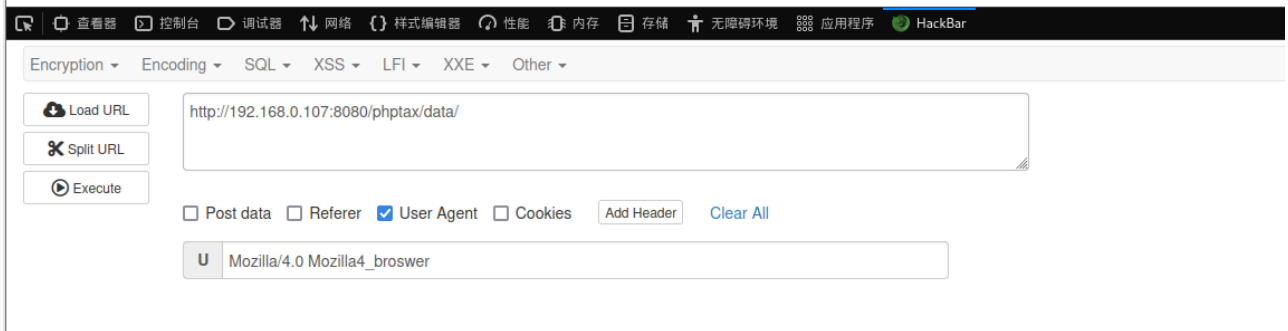 查看器 控制台 调试器 网络 {} 样式编辑器 性能 内存 存储 无障碍环境 应用程序 HackBar
Encryption Encoding SQL XSS LFI XXE Other
Load URL http://192.168.0.107:8080/phptax/data/
Split URL
Execute
Post data Referer User Agent Cookies Add Header Clear All
U Mozilla/4.0 Mozilla4_broswer